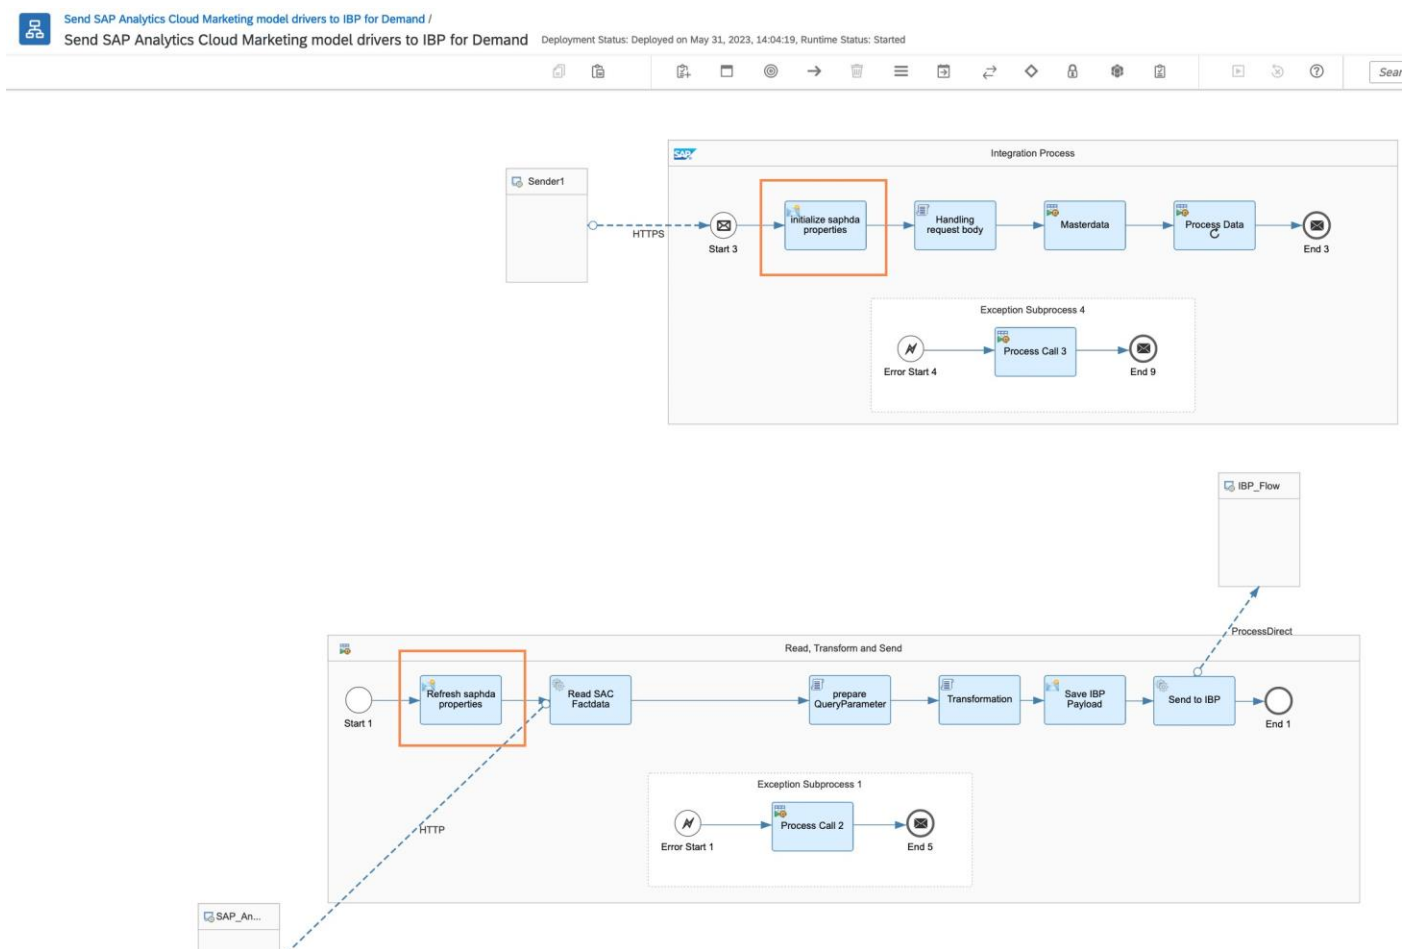 Send SAP Analytics Cloud Marketing model drivers to IBP for Demand /
Send SAP Analytics Cloud Marketing model drivers to IBP for Demand Deployment Status: Deployed on May 31, 2023, 14:04:19, Runtime Status: Started
Sear
SAP Integration Process
Sender1
HTTPS
Start 3
Initialize saphda
properties
Handling
request body
Masterdata
Process Data
End 3
Exception Subprocess 4
Error Start 4
Process Call 3
End 9
IBP_Flow
ProcessDirect
Read, Transform and Send
Start 1
Refresh saphda
properties
Read SAC
Factdata
prepare
QueryParameter
Transformation
Save IBP
Payload
Send to IBP
End 1
Exception Subprocess 1
Error Start 1
Process Call 2
End 5
HTTP
SAP_An...